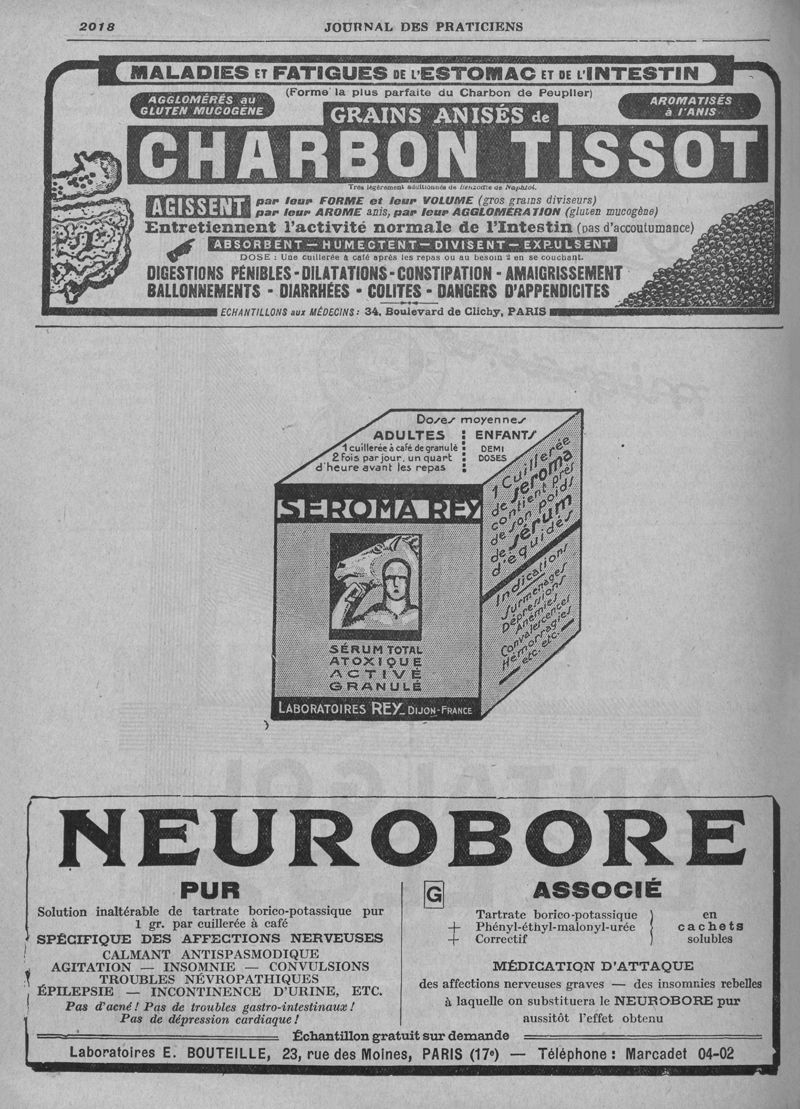 2018
JOURNAL DES PRATICIENS
MALADIES ET FATIGUES DE L'ESTOMAC ET DE L'INTESTIN
(Forme la plus parfaite du Charbon de Peuplier)
AGGLOMÉRÉS au
GLUTEN MUCOGÈNE
GRAINS ANISÉS de
AROMATISÉS
à l'ANIS
CHARBON TISSOT
Très légèrement additionnés de Benzoate de Naphtol.
AGISSENT
par leur FORME et leur VOLUME (gros grains diviseurs)
par leur AROME anis, par leur AGGLOMÉRATION (gluten mucogène)
Entretiennent l'activité normale de l'Intestin (pas d'accoutumance)
ABSORBENT — HUMECTENT — DIVISENT — EXPULSENT
DOSE : Une cuillerée à café après les repas ou au besoin 2 en se couchant.
DIGESTIONS PÉNIBLES - DILATATIONS - CONSTIPATION - AMAIGRISSEMENT
BALLONNEMENTS - DIARRHÉES - COLITES - DANGERS D'APPENDICITES
ECHANTILLONS aux MÉDECINS : 34, Boulevard de Clichy, PARIS
Doses moyennes
ADULTES
1 cuillerée à café de granulé
2 fois par jour, un quart
d'heure avant les repas
ENFANTS
DEMI
DOSES
SEROMA REY
SÉRUM TOTAL
ATOXIQUE
ACTIVÉ
GRANULÉ
LABORATOIRES REY_DIJON-FRANCE
1 Cuillerée
de seroma
contient près
de son poids
de sérum
d'équidés
Indications
Surmenages
Dépressions
Anémies
Convalescences
Hémorragies
etc. etc.
NEUROBORE
PUR
Solution inaltérable de tartrate borico-potassique pur
1 gr. par cuillerée à café
SPÉCIFIQUE DES AFFECTIONS NERVEUSES
CALMANT ANTISPASMODIQUE
AGITATION — INSOMNIE — CONVULSIONS
TROUBLES NÉVROPATHIQUES
ÉPILEPSIE — INCONTINENCE D'URINE, ETC.
Pas d'acné ! Pas de troubles gastro-intestinaux !
Pas de dépression cardiaque !
G ASSOCIÉ
Tartrate borico-potassique
+ Phényl-éthyl-malonyl-urée
+ Correctif
en
cachets
solubles
MÉDICATION D'ATTAQUE
des affections nerveuses graves — des insomnies rebelles
à laquelle on substituera le NEUROBORE pur
aussitôt l'effet obtenu
Échantillon gratuit sur demande
Laboratoires E. BOUTEILLE, 23, rue des Moines, PARIS (17e) — Téléphone : Marcadet 04-02